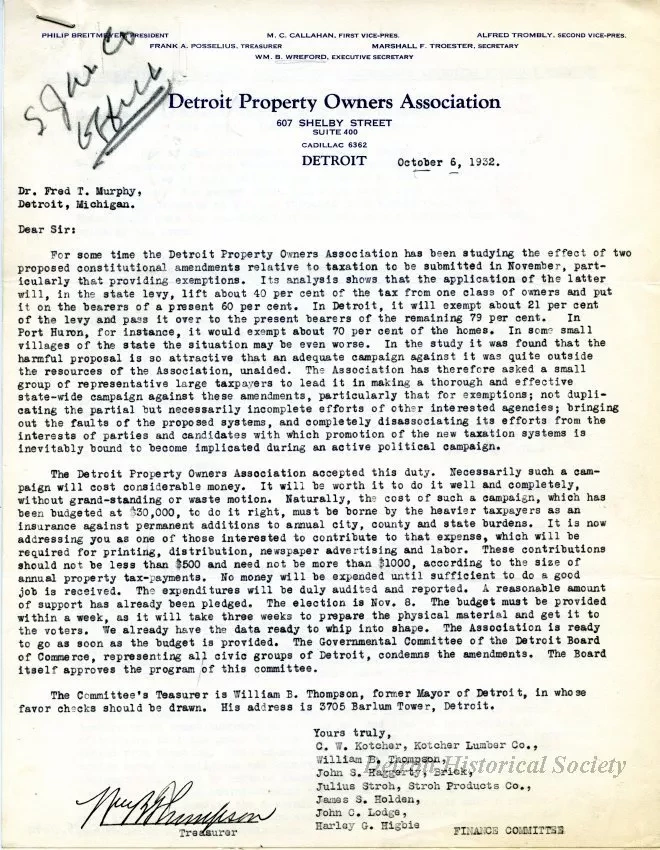 PHILIP BREITMEYER, PRESIDENT M. C. CALLAHAN, FIRST VICE-PRES. ALFRED TROMBLY, SECOND VICE-PRES.
FRANK A. POSSELIUS, TREASURER MARSHALL F. TROESTER, SECRETARY
WM. B. WREFORD, EXECUTIVE SECRETARY
Detroit Property Owners Association
607 SHELBY STREET
SUITE 400
CADILLAC 6362
DETROIT October 6, 1932.
Dr. Fred T. Murphy,
Detroit, Michigan.
Dear Sir:
For some time the Detroit Property Owners Association has been studying the effect of two
proposed constitutional amendments relative to taxation to be submitted in November, part-
icularly that providing exemptions. Its analysis shows that the application of the latter
will, in the state levy, lift about 40 per cent of the tax from one class of owners and put
it on the bearers of a present 60 per cent. In Detroit, it will exempt about 21 per cent
of the levy and pass it over to the present bearers of the remaining 79 per cent. In
Port Huron, for instance, it would exempt about 70 per cent of the homes. In some small
villages of the state the situation may be even worse. In the study it was found that the
harmful proposal is so attractive that an adequate campaign against it was quite outside
the resources of the Association, unaided. The Association has therefore asked a small
group of representative large taxpayers to lead it in making a thorough and effective
state-wide campaign against these amendments, particularly that for exemptions; not dupli-
cating the partial but necessarily incomplete efforts of other interested agencies; bringing
out the faults of the proposed systems, and completely disassociating its efforts from the
interests of parties and candidates with which promotion of the new taxation systems is
inevitably bound to become implicated during an active political campaign.
The Detroit Property Owners Association accepted this duty. Necessarily such a cam-
paign will cost considerable money. It will be worth it to do it well and completely,
without grand-standing or waste motion. Naturally, the cost of such a campaign, which has
been budgeted at $30,000, to do it right, must be borne by the heavier taxpayers as an
insurance against permanent additions to annual city, county and state burdens. It is now
addressing you as one of those interested to contribute to that expense, which will be
required for printing, distribution, newspaper advertising and labor. These contributions
should not be less than $500 and need not be more than $1000, according to the size of
annual property tax-payments. No money will be expended until sufficient to do a good
job is received. The expenditures will be duly audited and reported. A reasonable amount
of support has already been pledged. The election is Nov. 8. The budget must be provided
within a week, as it will take three weeks to prepare the physical material and get it to
the voters. We already have the data ready to whip into shape. The Association is ready
to go as soon as the budget is provided. The Governmental Committee of the Detroit Board
of Commerce, representing all civic groups of Detroit, condemns the amendments. The Board
itself approves the program of this committee.
The Committee's Teasurer is William B. Thompson, former Mayor of Detroit, in whose
favor checks should be drawn. His address is 3705 Barlum Tower, Detroit.
Yours truly,
C. W. Kotcher, Kotcher Lumber Co.,
William B. Thompson,
Detroit Historical Society
John S. Haggerty, Brick,
Julius Stroh, Stroh Products Co.,
James S. Holden,
John C. Lodge,
Harley G. Higbie
Wm B Thompson
Treasurer FINANCE COMMITTEE